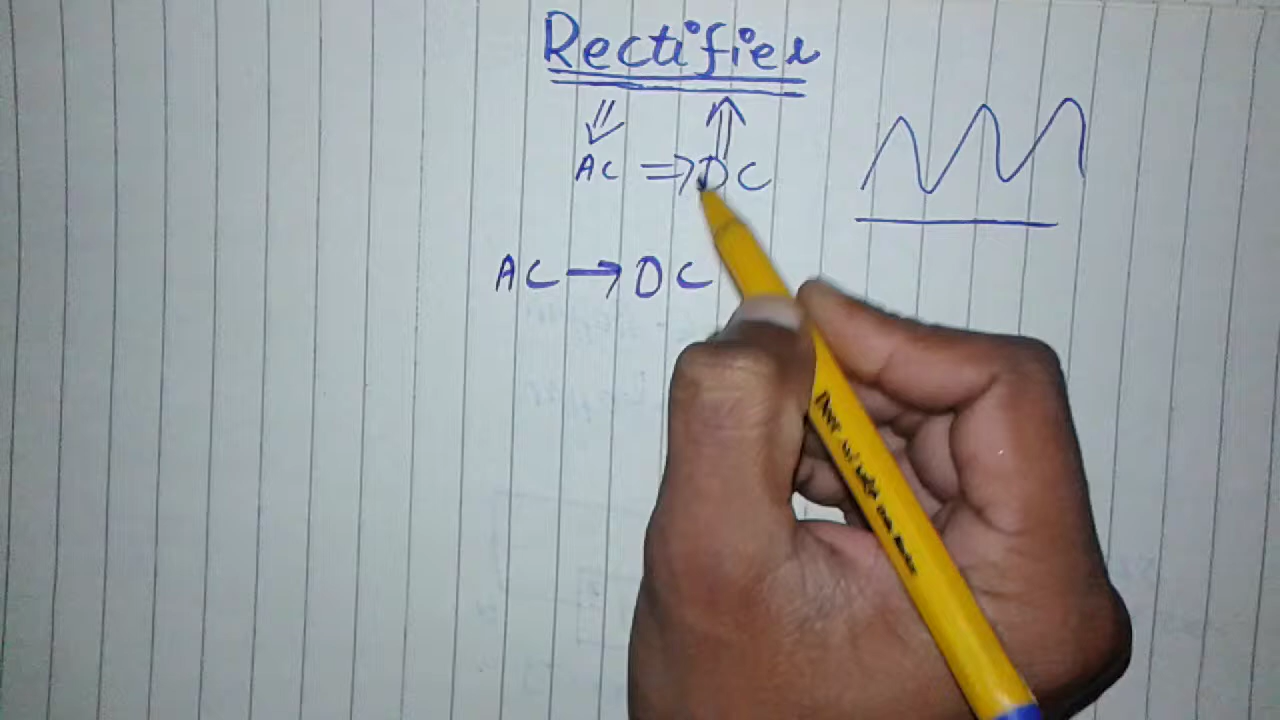 Rectifier
AC ⇒ DC
AC → DC